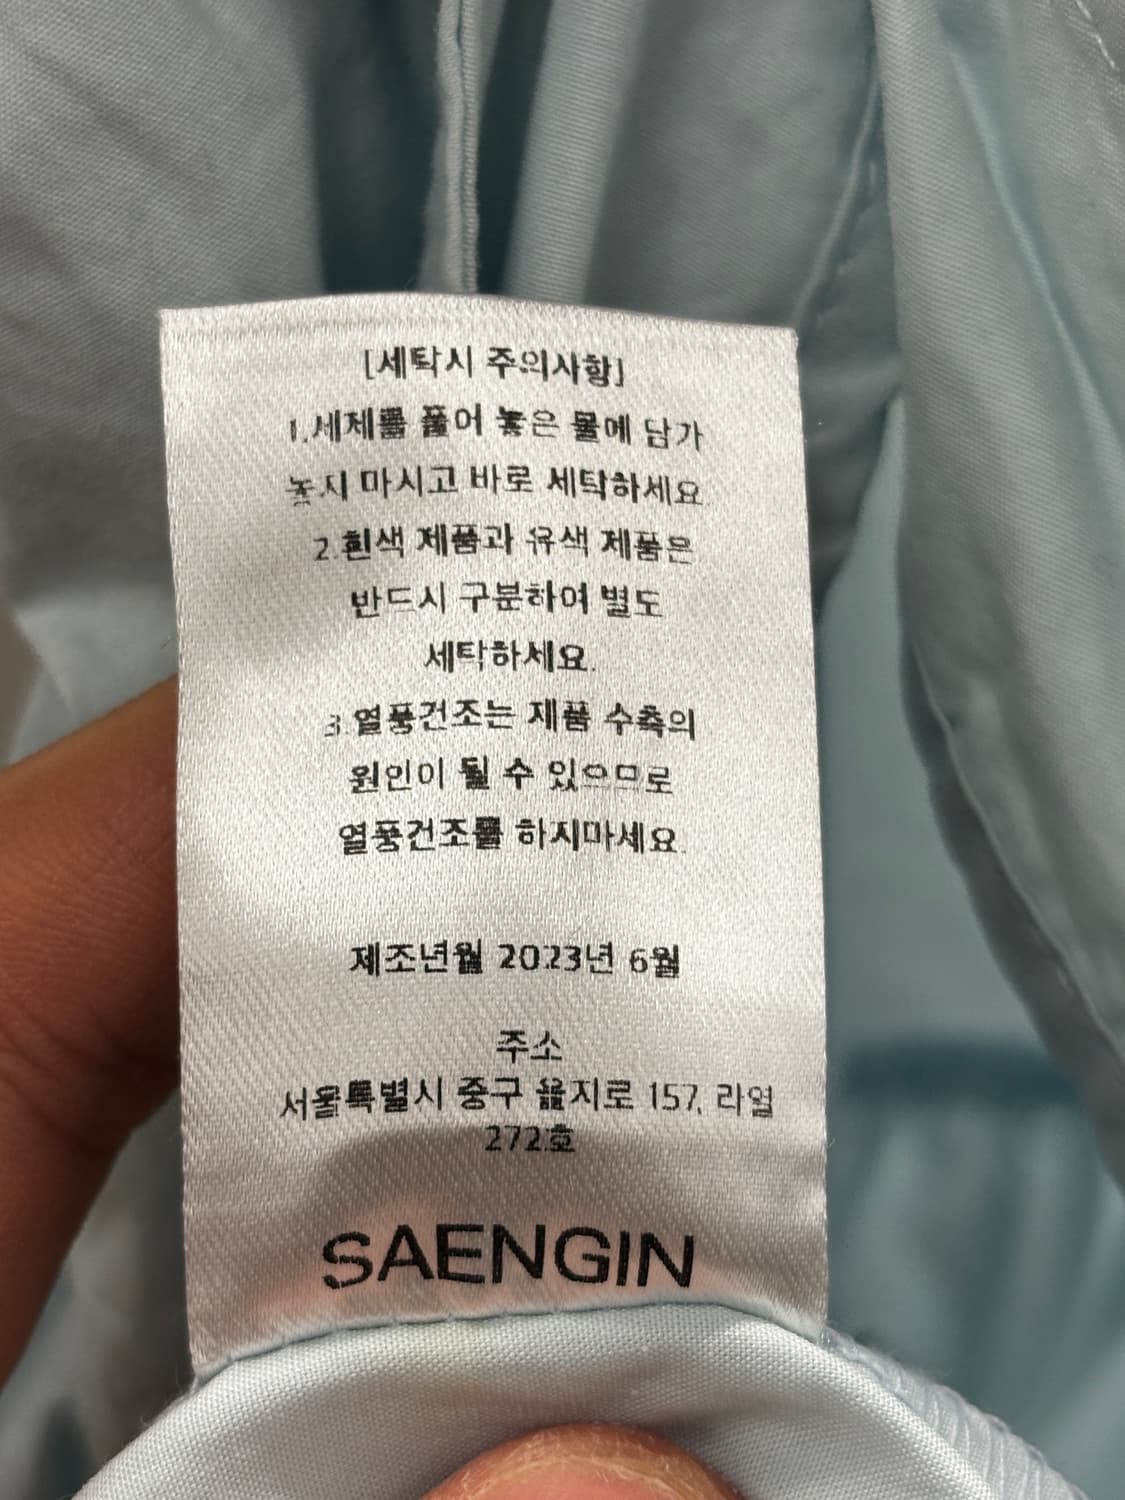 [세탁시 주의사항]
1.세제를 풀어 놓은 물에 담가
놓지 마시고 바로 세탁하세요.
2.흰색 제품과 유색 제품은
반드시 구분하여 별도
세탁하세요.
3.열풍건조는 제품 수축의
원인이 될 수 있으므로
열풍건조를 하지마세요.
제조년월 2023년 6월
주소
서울특별시 중구 을지로 157, 라열
272호
SAENGIN